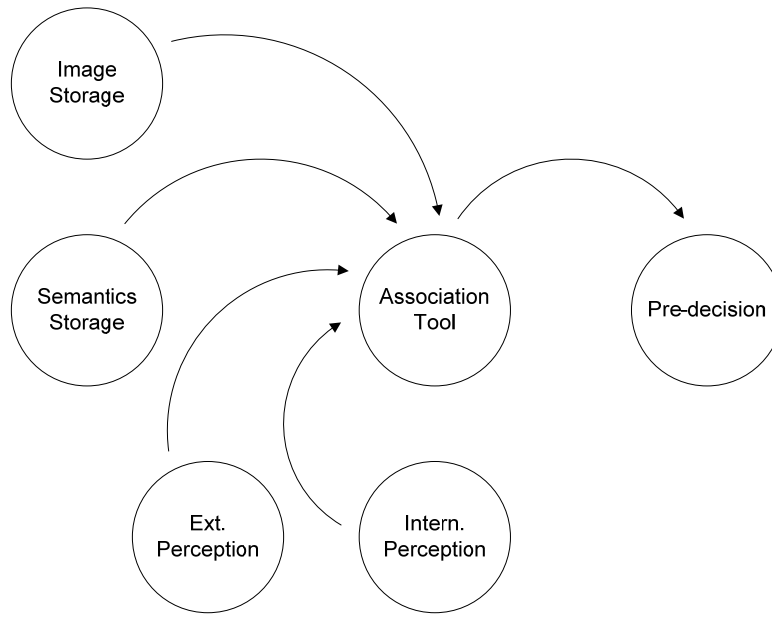 Image
Storage
Semantics
Storage
Association
Tool
Pre-decision
Ext.
Perception
Intern.
Perception